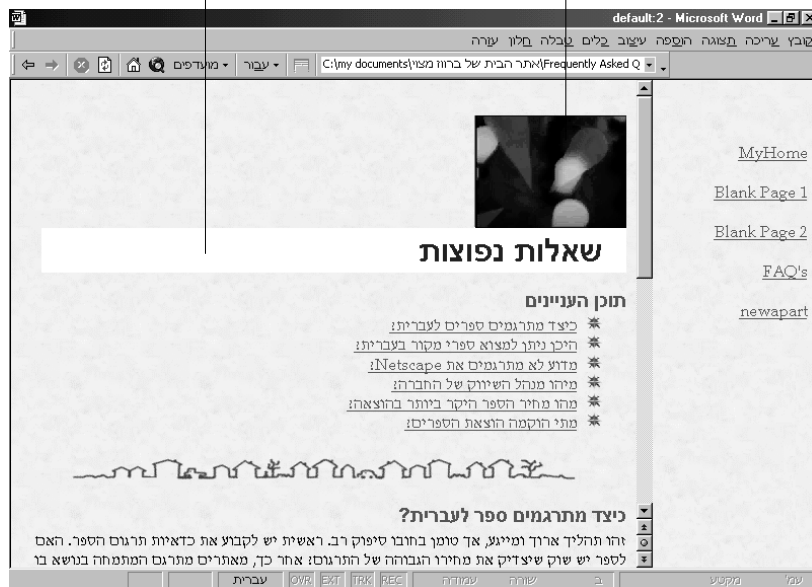 default:2 - Microsoft Word
קובץ עריכה תצוגה הוספה עיצוב כלים טבלה חלון עזרה
עבור מועדפים C:\my documents\אתר הבית של ברווז מצוי\Frequently Asked Q
MyHome
Blank Page 1
Blank Page 2
FAQ's
newapart
שאלות נפוצות
תוכן העניינים
כיצד מתרגמים ספרים לעברית?
היכן ניתן למצוא ספרי מקור בעברית?
מדוע לא מתרגמים את Netscape?
מיהו מנהל השיווק של החברה?
מהו מחיר הספר היקר ביותר בהוצאה?
מתי הוקמה הוצאת הספרים?
כיצד מתרגמים ספר לעברית?
זהו תהליך ארוך ומייגע, אך טומן בחובו סיפוק רב. ראשית יש לקבוע את כדאיות תרגום הספר. האם
לספר יש שוק שיצדיק את מחירו הגבוהה של התרגום? אחר כך, מאתרים מתרגם המתמחה בנושא בו
עמ' מקטע ב שורה עמודה REC TRK EXT OVR עברית